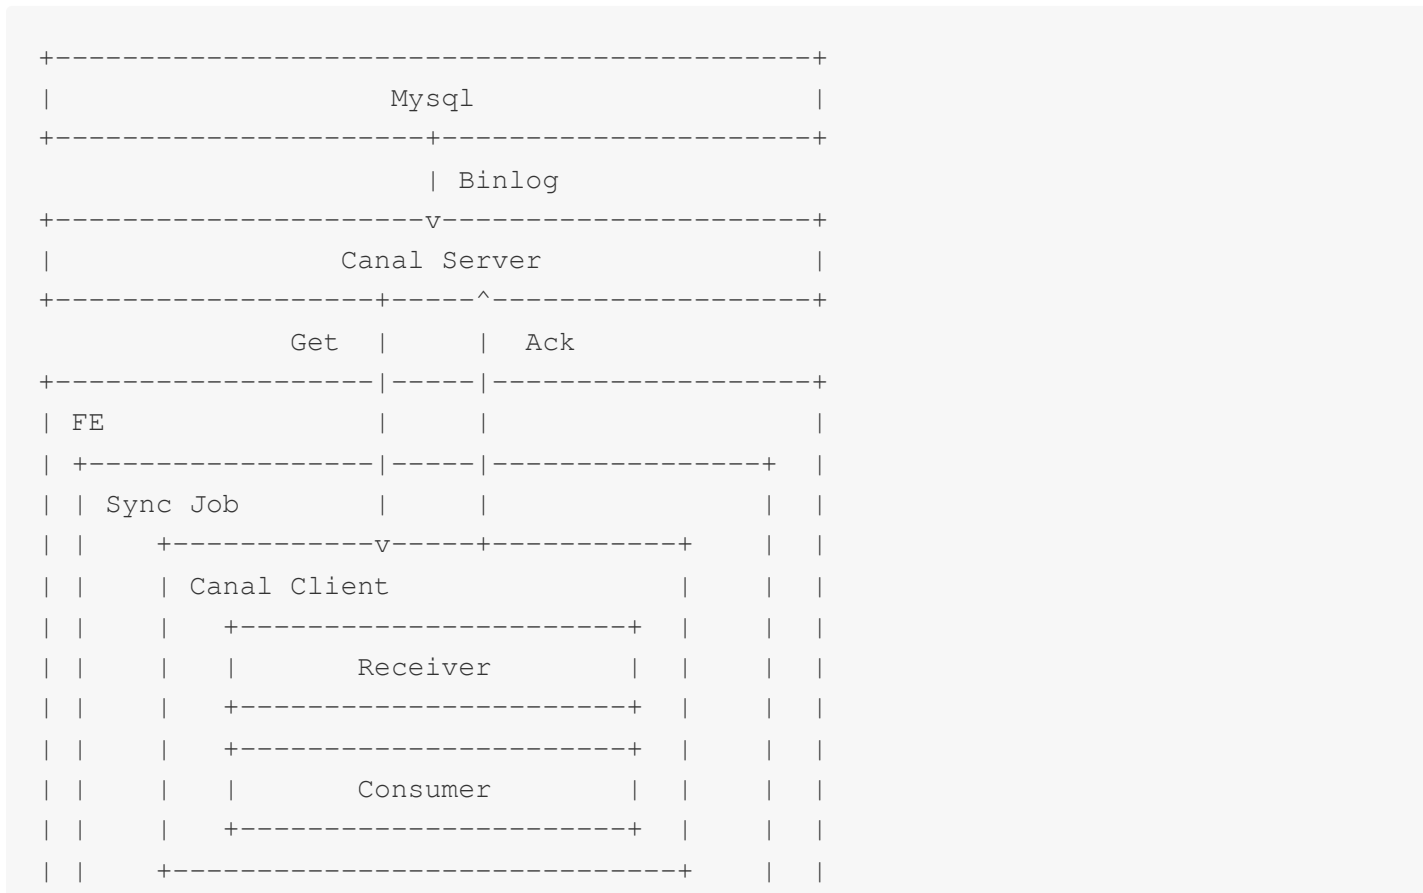 +---------------------------------------------+
|                    Mysql                    |
+----------------------+----------------------+
                       | Binlog
+----------------------v----------------------+
|                 Canal Server                |
+-------------------+-----^-------------------+
               Get  |     |  Ack
+-------------------|-----|-------------------+
| FE                |     |                   |
| +-----------------|-----|----------------+  |
| | Sync Job        |     |                |  |
| |    +------------v-----+-----------+    |  |
| |    | Canal Client                 |    |  |
| |    |   +-----------------------+  |    |  |
| |    |   |       Receiver        |  |    |  |
| |    |   +-----------------------+  |    |  |
| |    |   +-----------------------+  |    |  |
| |    |   |       Consumer        |  |    |  |
| |    |   +-----------------------+  |    |  |
| |    +------------------------------+    |  |